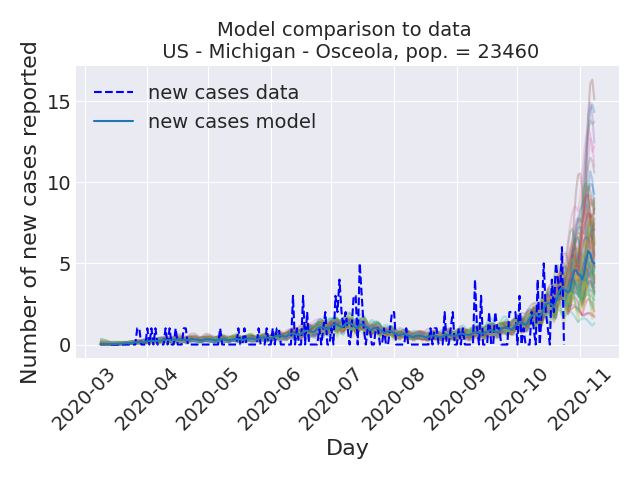 Model comparison to data
US - Michigan - Osceola, pop. = 23460
Number of new cases reported
15
10
5
0
new cases data
new cases model
2020-03
2020-04
2020-05
2020-06
2020-07
2020-08
2020-09
2020-10
2020-11
Day